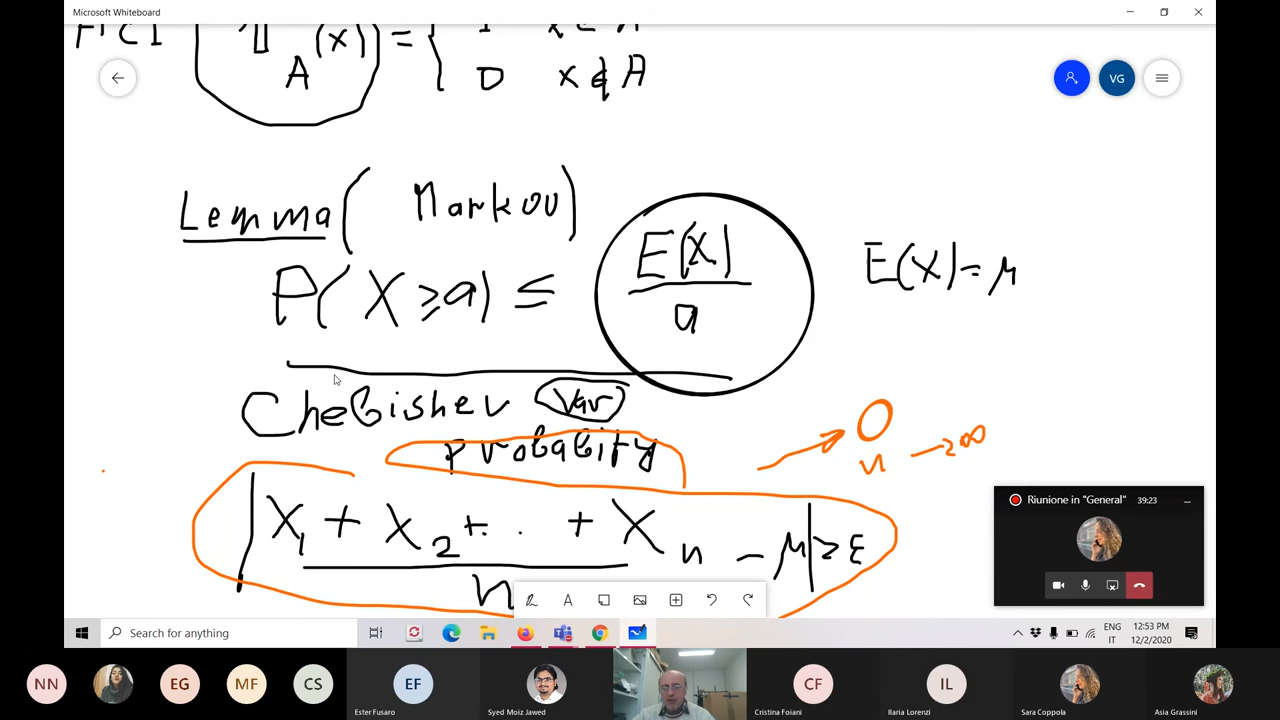 Microsoft Whiteboard
A (x) = { 1 x ∈ A
0 x ∉ A
VG
Lemma ( Markov )
P( X ≥ a) ≤ E(X) / a
E(X) = μ
Chebishev Var
probability
0
n → ∞
| X1 + X2 + .. + Xn / n - μ | ≥ ε
Riunione in "General" 39:23
Search for anything
ENG
IT
12:53 PM
12/2/2020
NN
EG
MF
CS
EF
CF
IL
Ester Fusaro
Syed Moiz Jawed
Cristina Foiani
Ilaria Lorenzi
Sara Coppola
Asia Grassini